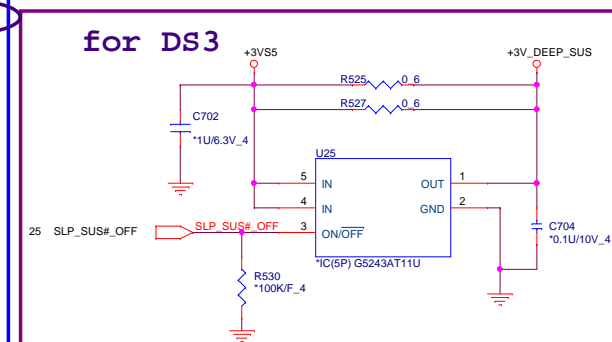 for DS3
+3VS5
+3V_DEEP_SUS
R525 0_6
R527 0_6
C702
*1U/6.3V_4
U25
5 IN OUT 1
4 IN GND 2
25 SLP_SUS#_OFF SLP_SUS#_OFF 3 ON/OFF
C704
*0.1U/10V_4
*IC(5P) G5243AT11U
R530
*100K/F_4